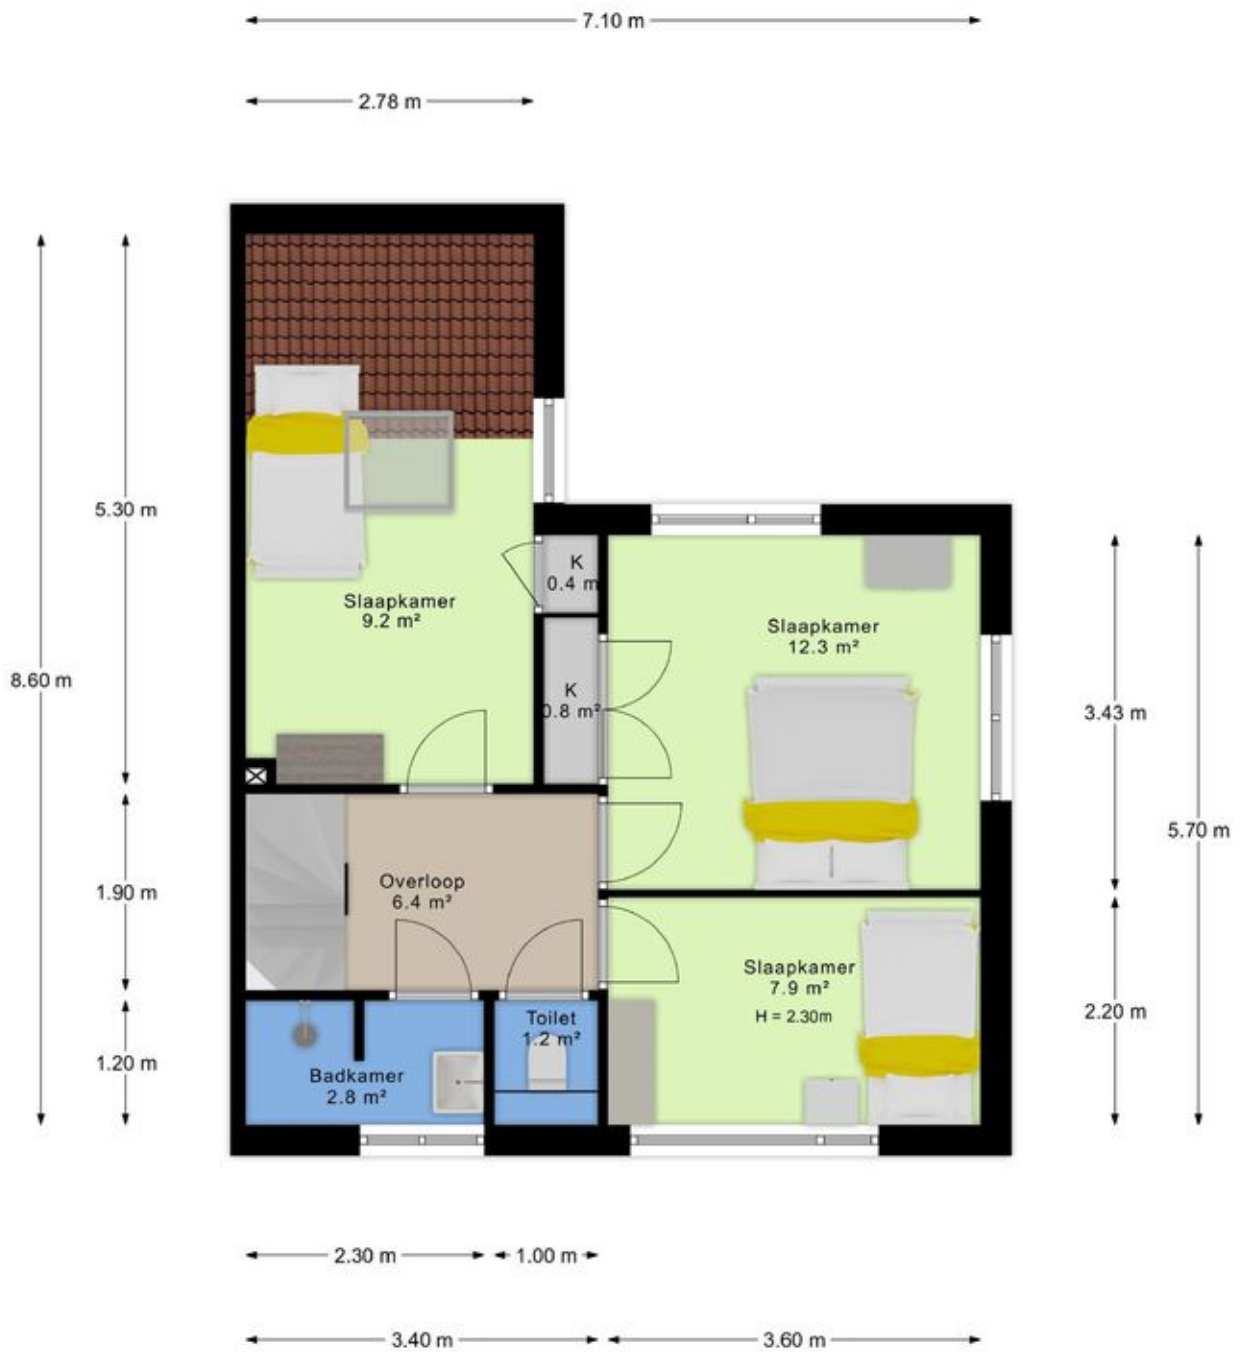 7.10 m
2.78 m
5.30 m
8.60 m
1.90 m
1.20 m
K
0.4 m
Slaapkamer
9.2 m²
Slaapkamer
12.3 m²
K
0.8 m²
3.43 m
5.70 m
Overloop
6.4 m²
Slaapkamer
7.9 m²
H = 2.30m
2.20 m
Toilet
1.2 m²
Badkamer
2.8 m²
2.30 m
1.00 m
3.40 m
3.60 m